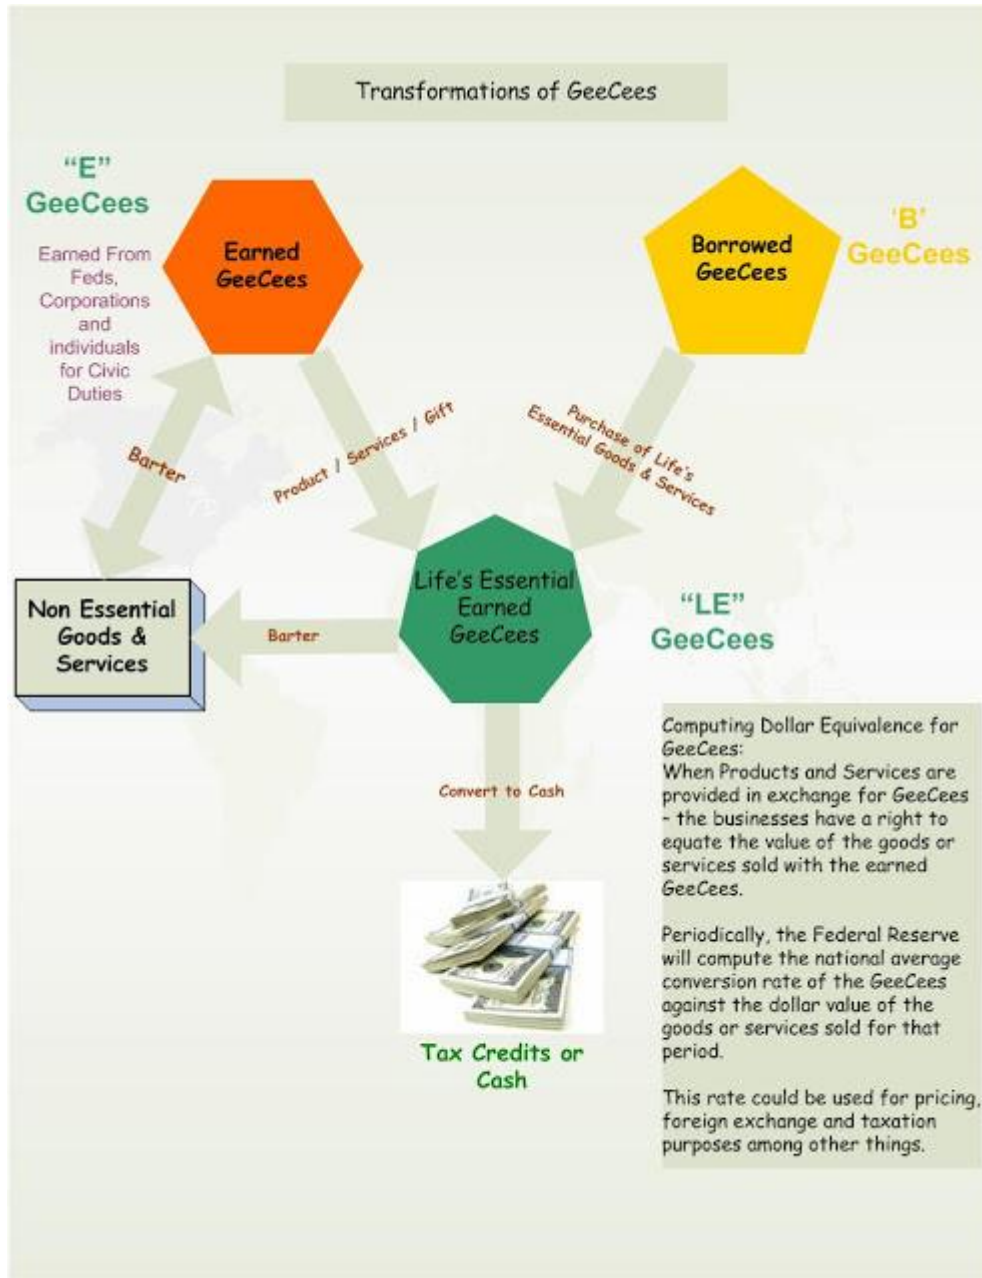 Transformations of GeeCees
“E”
GeeCees
Earned From
Feds,
Corporations
and
individuals
for Civic
Duties
Earned
GeeCees
Borrowed
GeeCees
‘B’
GeeCees
Barter
Product / Services / Gift
Purchase of Life’s
Essential Goods & Services
Non Essential
Goods &
Services
Barter
Life’s Essential
Earned
GeeCees
“LE”
GeeCees
Convert to Cash
Tax Credits or
Cash
Computing Dollar Equivalence for
GeeCees:
When Products and Services are
provided in exchange for GeeCees
– the businesses have a right to
equate the value of the goods or
services sold with the earned
GeeCees.
Periodically, the Federal Reserve
will compute the national average
conversion rate of the GeeCees
against the dollar value of the
goods or services sold for that
period.
This rate could be used for pricing,
foreign exchange and taxation
purposes among other things.